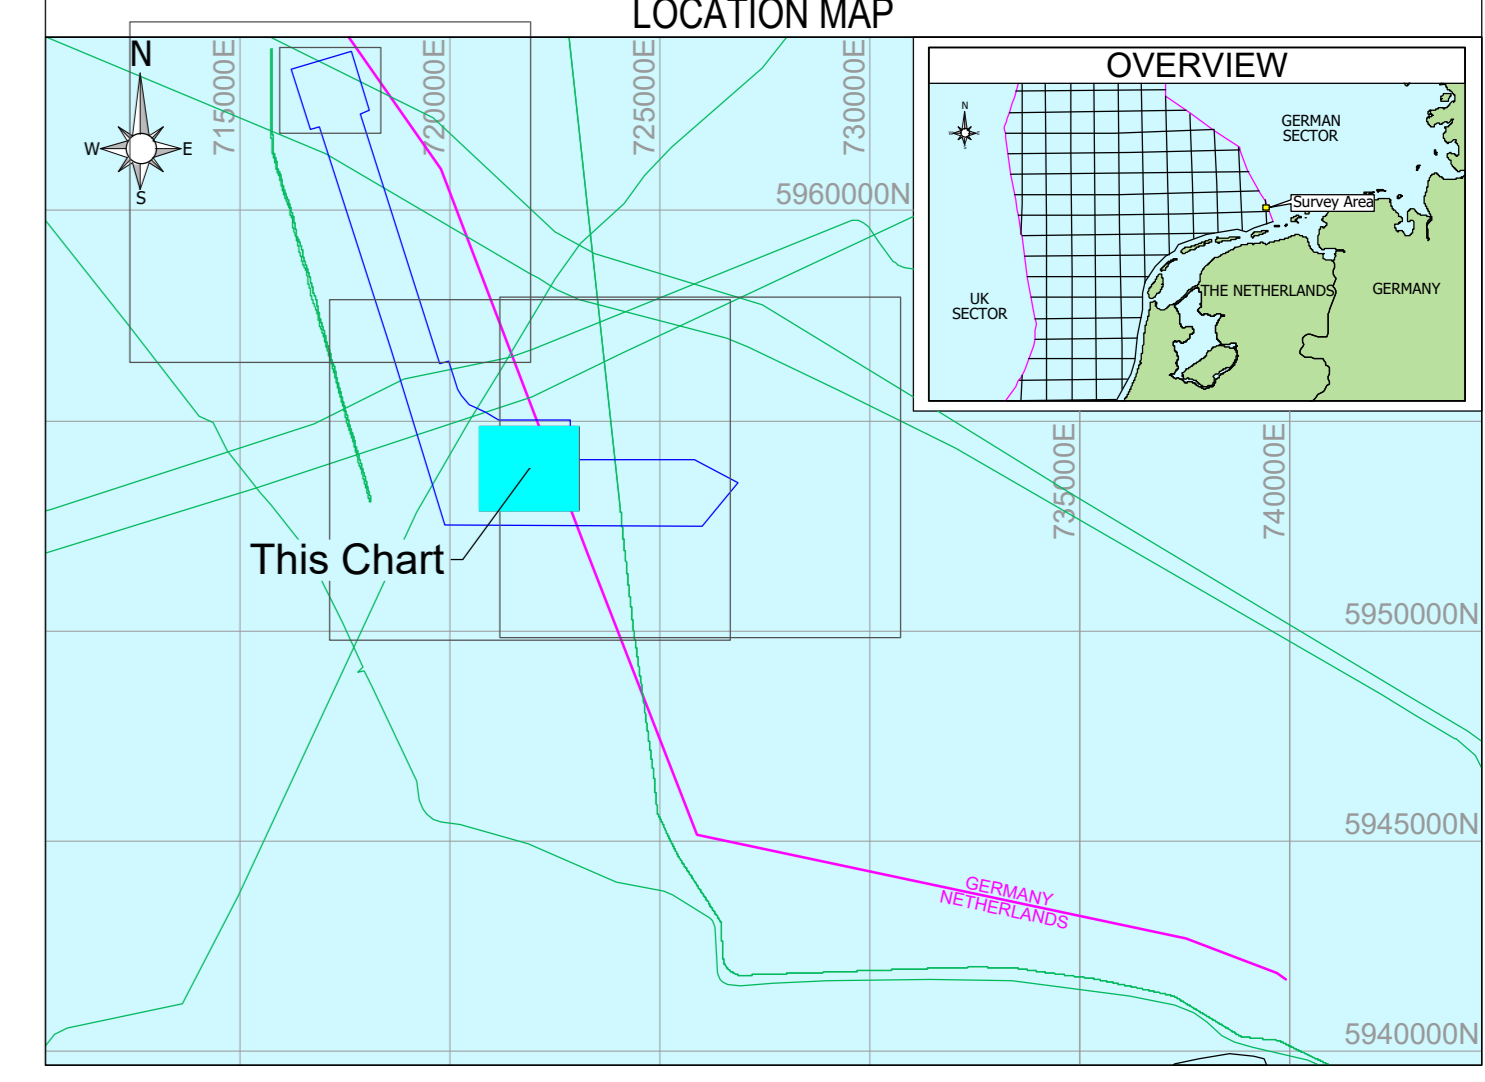 LOCATION MAP
N
W
E
S
715000E
720000E
725000E
730000E
5960000N
OVERVIEW
N
GERMAN
SECTOR
Survey Area
UK
SECTOR
THE NETHERLANDS
GERMANY
735000E
740000E
This Chart
5950000N
5945000N
GERMANY
NETHERLANDS
5940000N